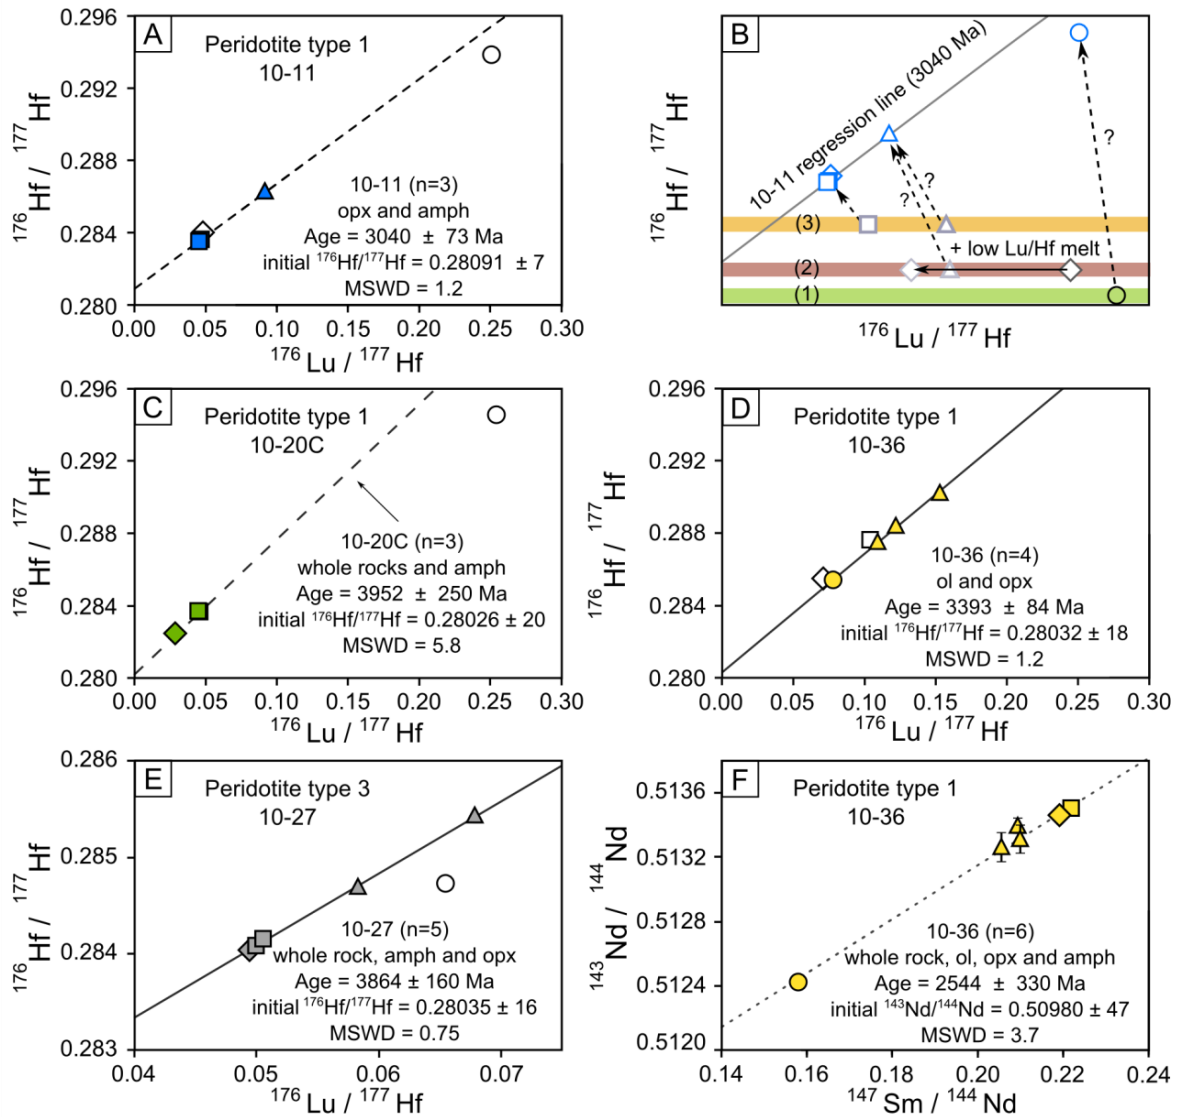 A
Peridotite type 1
10-11
10-11 (n=3)
opx and amph
Age = 3040 ± 73 Ma
initial ¹⁷⁶Hf/¹⁷⁷Hf = 0.28091 ± 7
MSWD = 1.2
0.296
0.292
0.288
0.284
0.280
0.00 0.05 0.10 0.15 0.20 0.25 0.30
¹⁷⁶Hf / ¹⁷⁷Hf
¹⁷⁶Lu / ¹⁷⁷Hf
B
10-11 regression line (3040 Ma)
?
?
?
(3)
+ low Lu/Hf melt
(2)
(1)
¹⁷⁶Hf / ¹⁷⁷Hf
¹⁷⁶Lu / ¹⁷⁷Hf
C
Peridotite type 1
10-20C
10-20C (n=3)
whole rocks and amph
Age = 3952 ± 250 Ma
initial ¹⁷⁶Hf/¹⁷⁷Hf = 0.28026 ± 20
MSWD = 5.8
0.296
0.292
0.288
0.284
0.280
0.00 0.05 0.10 0.15 0.20 0.25 0.30
¹⁷⁶Hf / ¹⁷⁷Hf
¹⁷⁶Lu / ¹⁷⁷Hf
D
Peridotite type 1
10-36
10-36 (n=4)
ol and opx
Age = 3393 ± 84 Ma
initial ¹⁷⁶Hf/¹⁷⁷Hf = 0.28032 ± 18
MSWD = 1.2
0.296
0.292
0.288
0.284
0.280
0.00 0.05 0.10 0.15 0.20 0.25 0.30
¹⁷⁶Hf / ¹⁷⁷Hf
¹⁷⁶Lu / ¹⁷⁷Hf
E
Peridotite type 3
10-27
10-27 (n=5)
whole rock, amph and opx
Age = 3864 ± 160 Ma
initial ¹⁷⁶Hf/¹⁷⁷Hf = 0.28035 ± 16
MSWD = 0.75
0.286
0.285
0.284
0.283
0.04 0.05 0.06 0.07
¹⁷⁶Hf / ¹⁷⁷Hf
¹⁷⁶Lu / ¹⁷⁷Hf
F
Peridotite type 1
10-36
10-36 (n=6)
whole rock, ol, opx and amph
Age = 2544 ± 330 Ma
initial ¹⁴³Nd/¹⁴⁴Nd = 0.50980 ± 47
MSWD = 3.7
0.5136
0.5132
0.5128
0.5124
0.5120
0.14 0.16 0.18 0.20 0.22 0.24
¹⁴³Nd / ¹⁴⁴Nd
¹⁴⁷Sm / ¹⁴⁴Nd